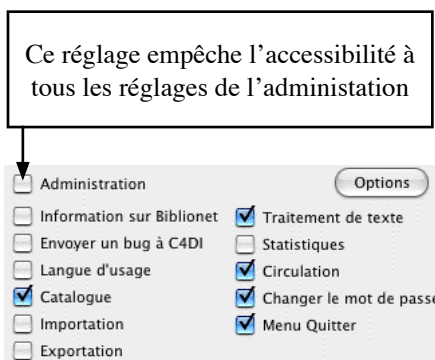 Ce réglage empêche l’accessibilité à
tous les réglages de l’administation
Administration
Options
Information sur Biblionet
Envoyer un bug à C4DI
Langue d'usage
Catalogue
Importation
Exportation
Traitement de texte
Statistiques
Circulation
Changer le mot de passe
Menu Quitter